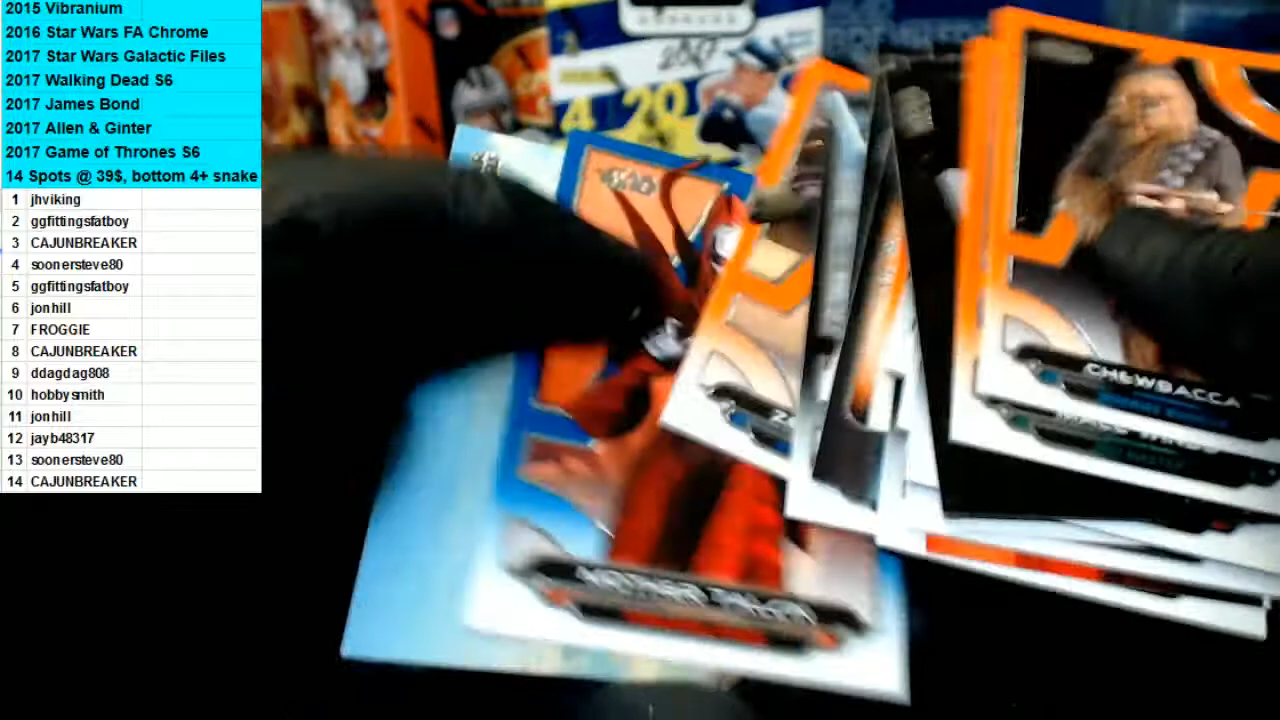 2015 Vibranium
2016 Star Wars FA Chrome
2017 Star Wars Galactic Files
2017 Walking Dead S6
2017 James Bond
2017 Allen & Ginter
2017 Game of Thrones S6
14 Spots @ 39$, bottom 4+ snake
1 jhviking
2 ggfittingsfatboy
3 CAJUNBREAKER
4 soonersteve80
5 ggfittingsfatboy
6 jonhill
7 FROGGIE
8 CAJUNBREAKER
9 ddagdag808
10 hobbysmith
11 jonhill
12 jayb48317
13 soonersteve80
14 CAJUNBREAKER
2017
CHEWBACCA